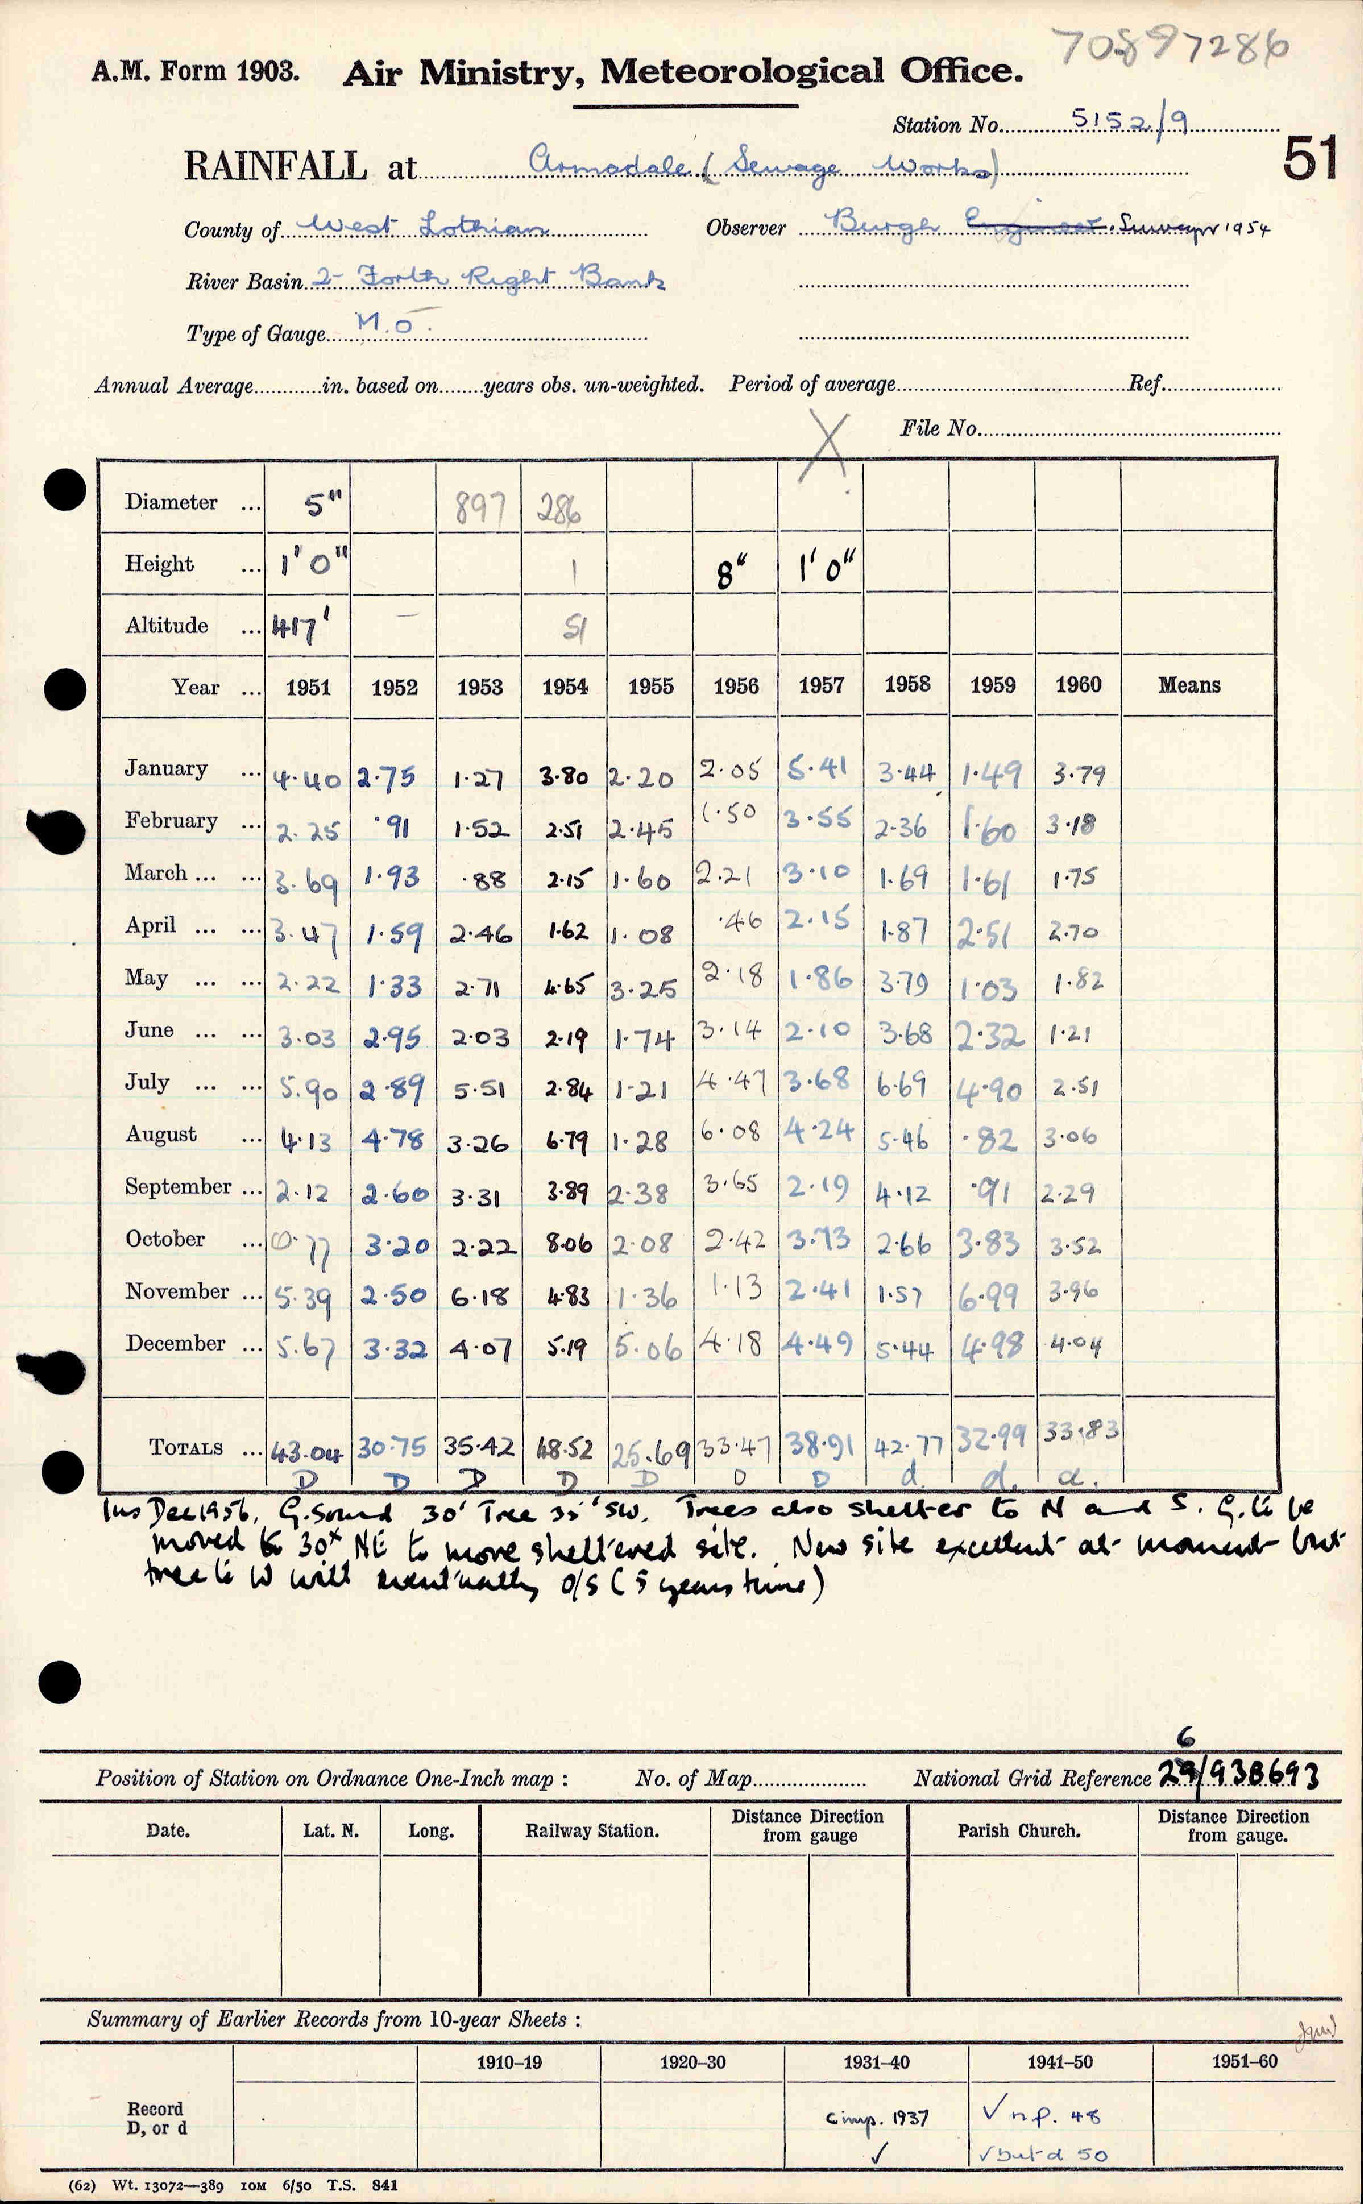 70897286
A.M. Form 1903. Air Ministry, Meteorological Office.
Station No. 5152/9
51
RAINFALL at Armadale (Sewage Works)
County of West Lothian Observer Burgh Engineer. Surveyor 1954
River Basin 2- Forth Right Bank
Type of Gauge M.O.
Annual Average in. based on years obs. un-weighted. Period of average Ref.
X File No.
Diameter ... 5" 897 286
Height ... 1' 0" 1 8" 1' 0"
Altitude ... 417' — 51
Year ... 1951 1952 1953 1954 1955 1956 1957 1958 1959 1960 Means
January ... 4.40 2.75 1.27 3.80 2.20 2.05 5.41 3.44 1.49 3.79
February ... 2.25 .91 1.52 2.51 2.45 1.50 3.55 2.36 1.60 3.18
March ... ... 3.69 1.93 .88 2.15 1.60 2.21 3.10 1.69 1.61 1.75
April ... ... 3.47 1.59 2.46 1.62 1.08 .46 2.15 1.87 2.51 2.70
May ... ... 2.22 1.33 2.71 4.65 3.25 2.18 1.86 3.79 1.03 1.82
June ... ... 3.03 2.95 2.03 2.19 1.74 3.14 2.10 3.68 2.32 1.21
July ... ... 5.90 2.89 5.51 2.84 1.21 4.47 3.68 6.69 4.90 2.51
August ... 4.13 4.78 3.26 6.79 1.28 6.08 4.24 5.46 .82 3.06
September ... 2.12 2.60 3.31 3.89 2.38 3.65 2.19 4.12 .91 2.29
October ... 0.77 3.20 2.22 8.06 2.08 2.42 3.73 2.66 3.83 3.52
November ... 5.39 2.50 6.18 4.83 1.36 1.13 2.41 1.57 6.99 3.96
December ... 5.67 3.32 4.07 5.19 5.06 4.18 4.49 5.44 4.98 4.04
TOTALS ... 43.04 30.75 35.42 48.52 25.69 33.47 38.91 42.77 32.99 33.83
D D D D D D D d d. d.
Ins Dec 1956. G. Sound 30' Tree 35' SW. Trees also shelter to N and S. G. to be
moved to 30x NE to more sheltered site. New site excellent at moment but
tree to W will eventually o/s (5 years time)
6
Position of Station on Ordnance One-Inch map : No. of Map National Grid Reference 29/938693
Date. Lat. N. Long. Railway Station. Distance Direction from gauge Parish Church. Distance Direction from gauge.
Summary of Earlier Records from 10-year Sheets :
1910–19 1920–30 1931–40 1941–50 1951–60
Record D, or d comp. 1937 ✓ n.p. 48
✓ ✓ but d 50
(62) Wt. 13072—389 10M 6/50 T.S. 841